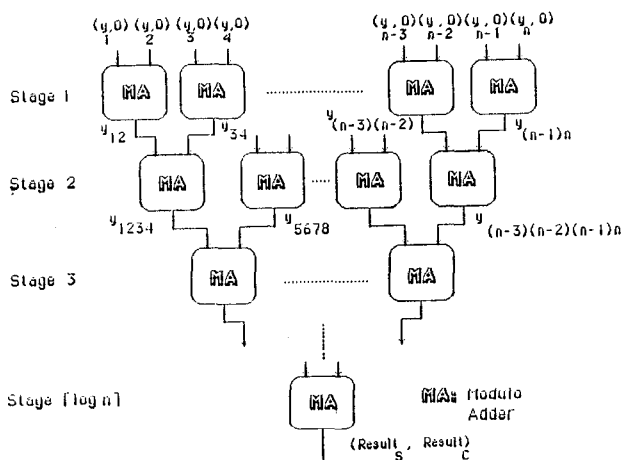 (y,0) (y,0) (y,0) (y,0) (y,0) (y,0) (y,0) (y,0)
1 2 3 4 n-3 n-2 n-1 n
Stage 1 MA MA .................... MA MA
y12 y34 y(n-3)(n-2) y(n-1)n
Stage 2 MA MA ..... MA MA
y1234 y5678 y(n-3)(n-2)(n-1)n
Stage 3 MA ............... MA
Stage ⌈log n⌉ MA MA: Modulo
Adder
(Result , Result )
S C